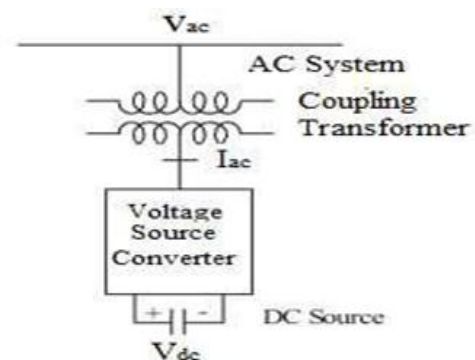 Vac
AC System
Coupling
Transformer
Iac
Voltage
Source
Converter
+ -
DC Source
Vdc